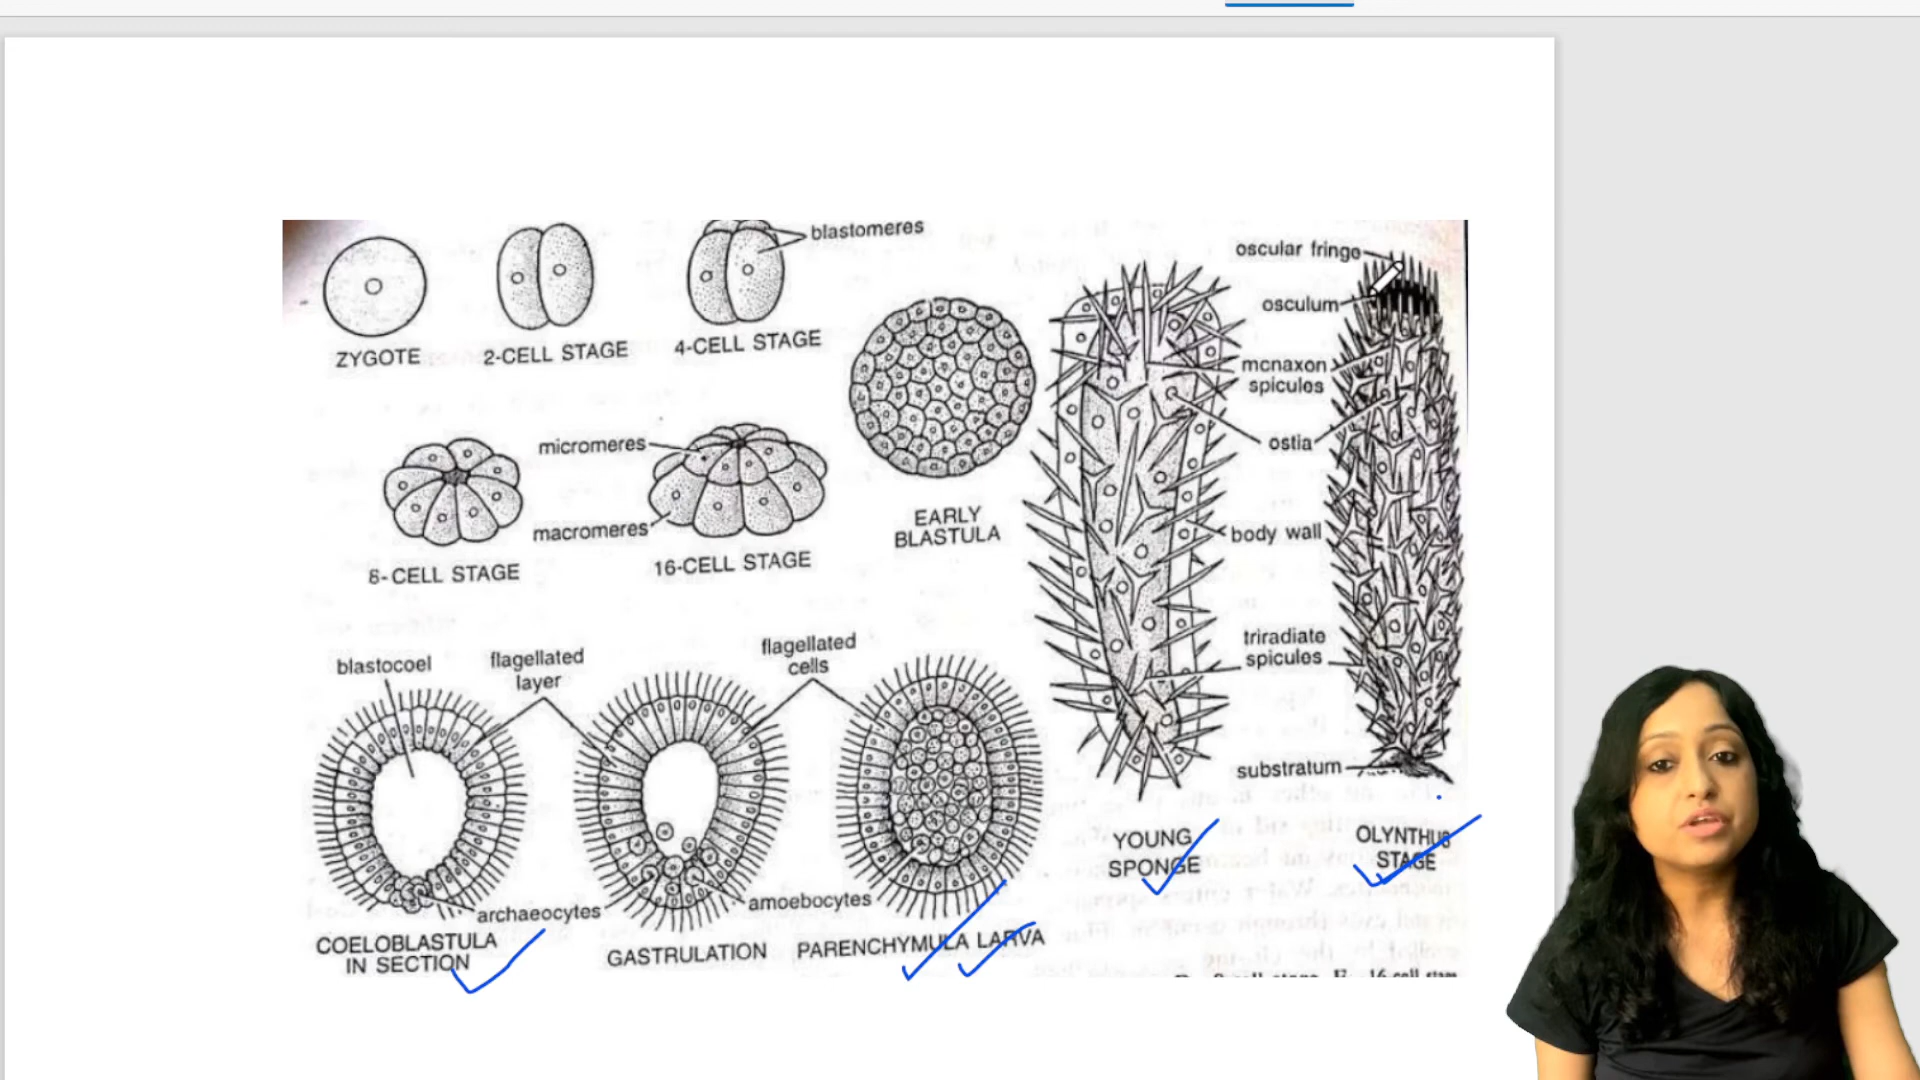 blastomeres
ZYGOTE
2-CELL STAGE
4-CELL STAGE
oscular fringe
osculum
mcnaxon
spicules
ostia
body wall
triradiate
spicules
substratum
micromeres
macromeres
8-CELL STAGE
16-CELL STAGE
EARLY
BLASTULA
blastocoel
flagellated
layer
flagellated
cells
archaeocytes
amoebocytes
COELOBLASTULA
IN SECTION
GASTRULATION
PARENCHYMULA LARVA
YOUNG
SPONGE
OLYNTHUS
STAGE